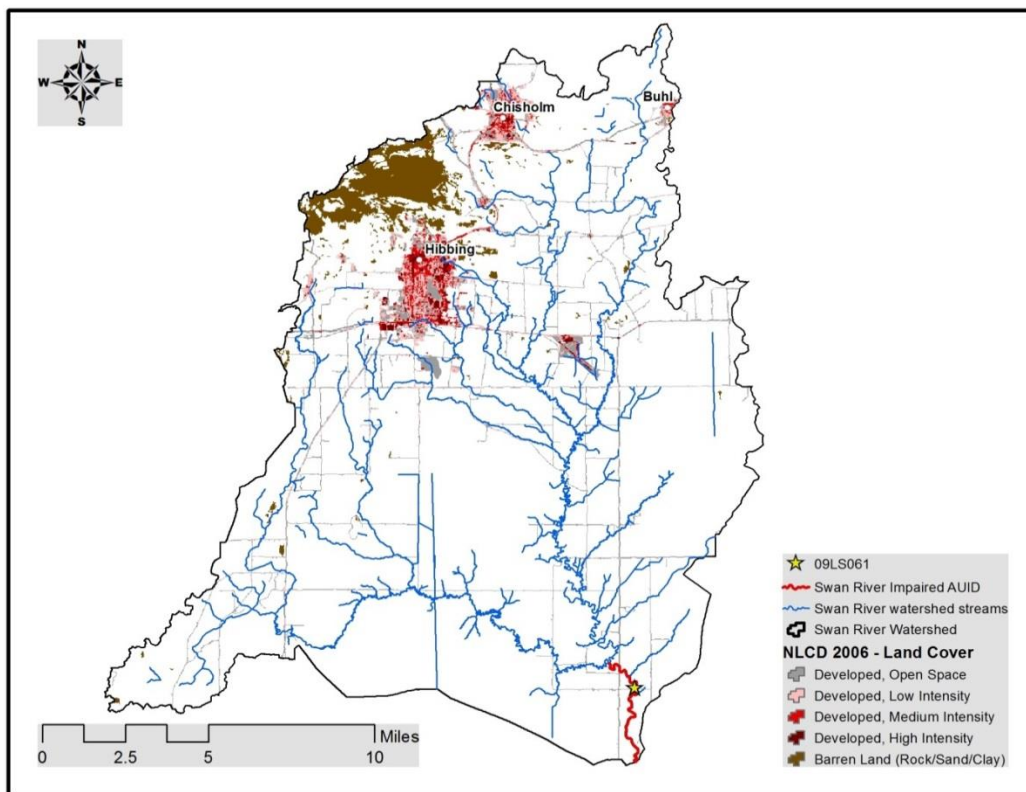 N
W E
S
Chisholm
Buhl
Hibbing
09LS061
Swan River Impaired AUID
Swan River watershed streams
Swan River Watershed
NLCD 2006 - Land Cover
Developed, Open Space
Developed, Low Intensity
Developed, Medium Intensity
Developed, High Intensity
Barren Land (Rock/Sand/Clay)
Miles
0 2.5 5 10